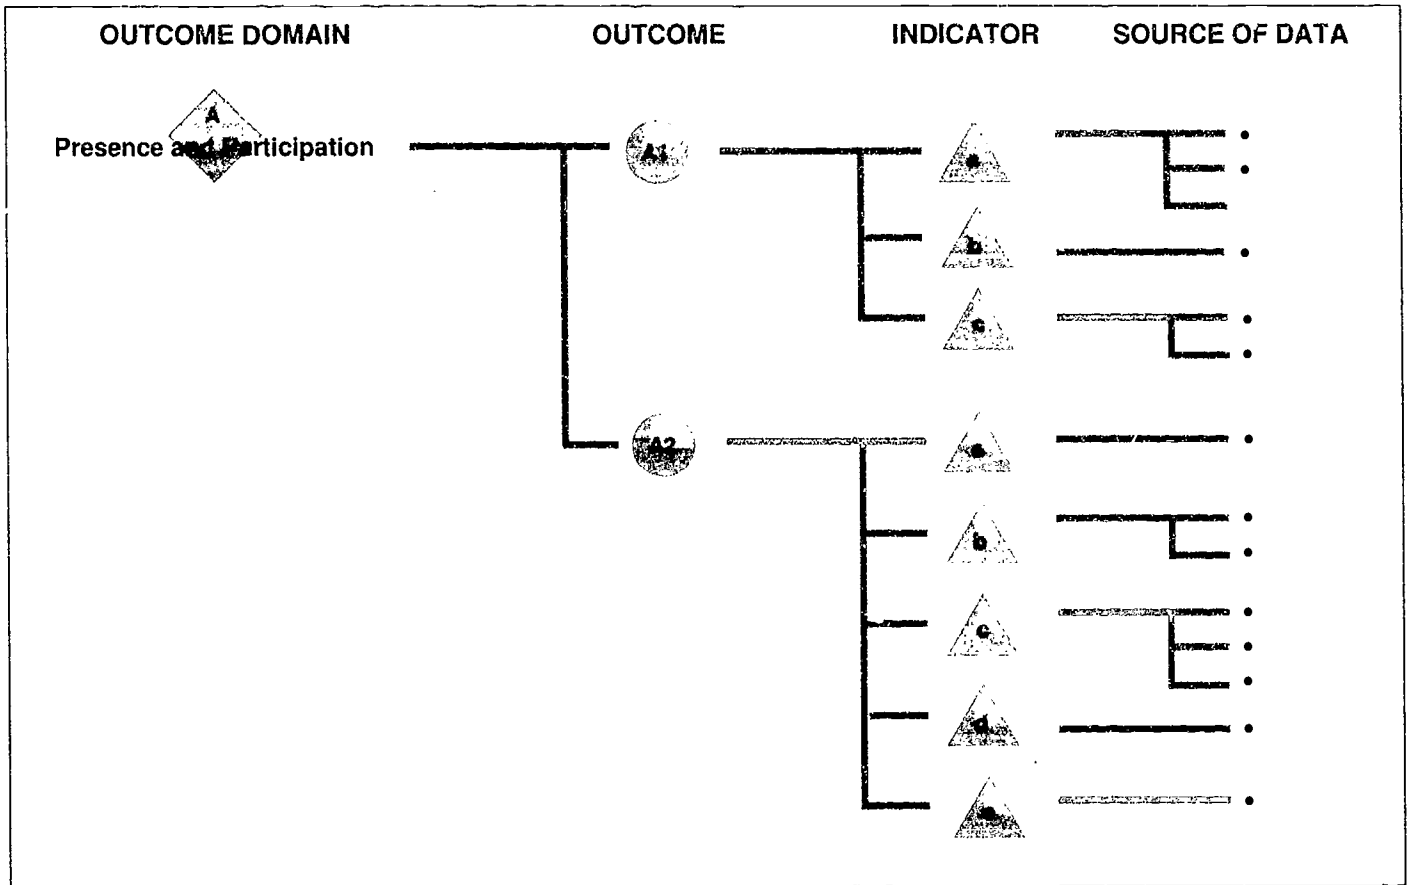 OUTCOME DOMAIN OUTCOME INDICATOR SOURCE OF DATA
A
Presence and Participation
A1
a
b
c
A2
a
b
c
d
e